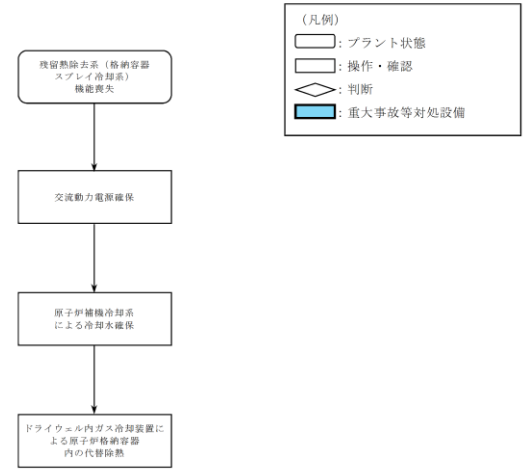 残留熱除去系（格納容器
スプレイ冷却系）
機能喪失
交流動力電源確保
原子炉補機冷却系
による冷却水確保
ドライウェル内ガス冷却装置に
よる原子炉格納容器
内の代替除熱
（凡例）
：プラント状態
：操作・確認
：判断
：重大事故等対処設備